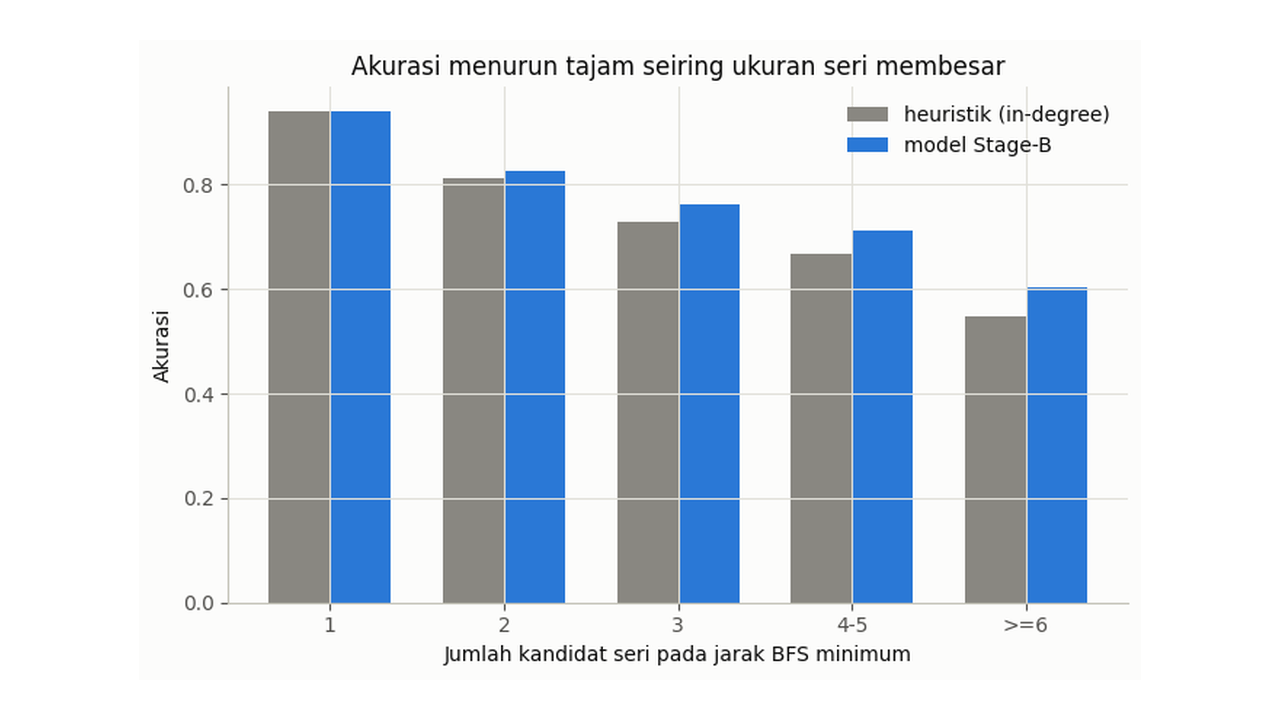 Akurasi menurun tajam seiring ukuran seri membesar
heuristik (in-degree)
model Stage-B
Akurasi
0.8
0.6
0.4
0.2
0.0
1 2 3 4-5 >=6
Jumlah kandidat seri pada jarak BFS minimum